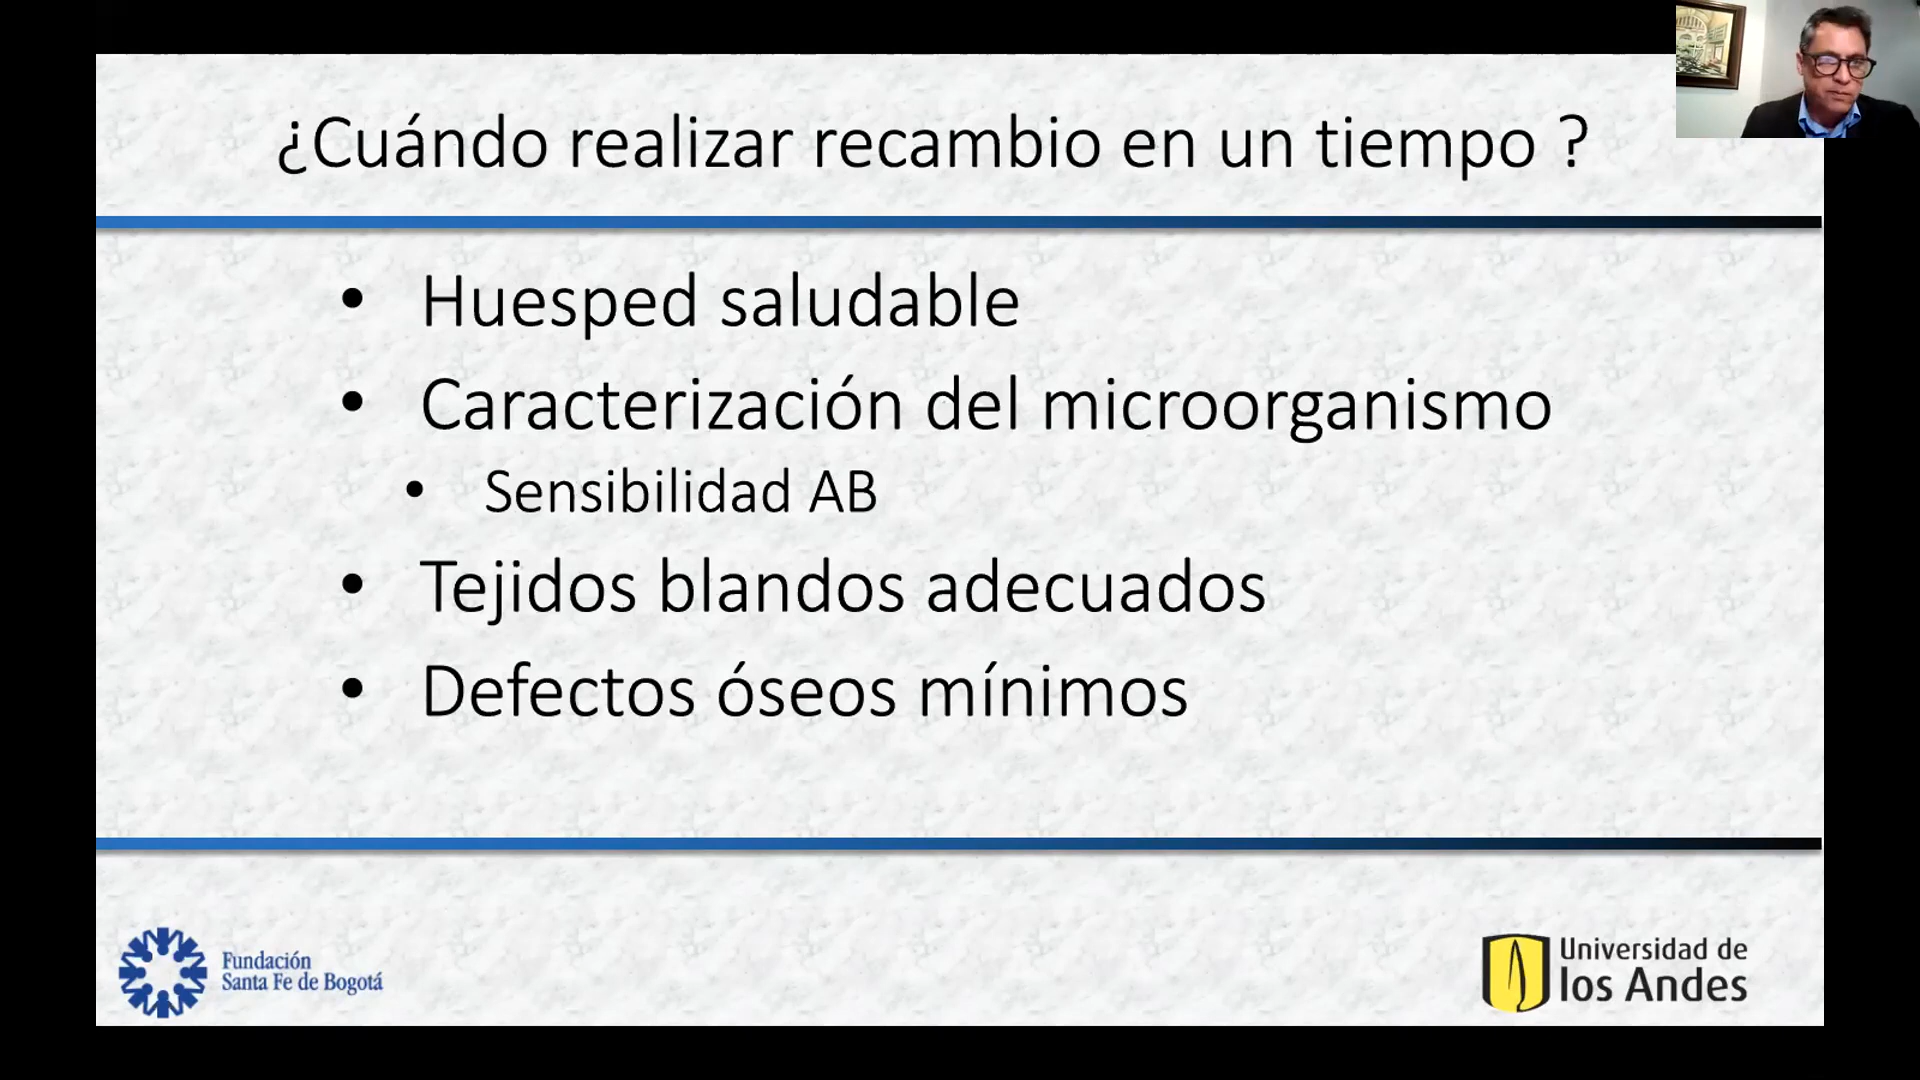 ¿Cuándo realizar recambio en un tiempo ?
• Huesped saludable
• Caracterización del microorganismo
• Sensibilidad AB
• Tejidos blandos adecuados
• Defectos óseos mínimos
Fundación
Santa Fe de Bogotá
Universidad de
los Andes